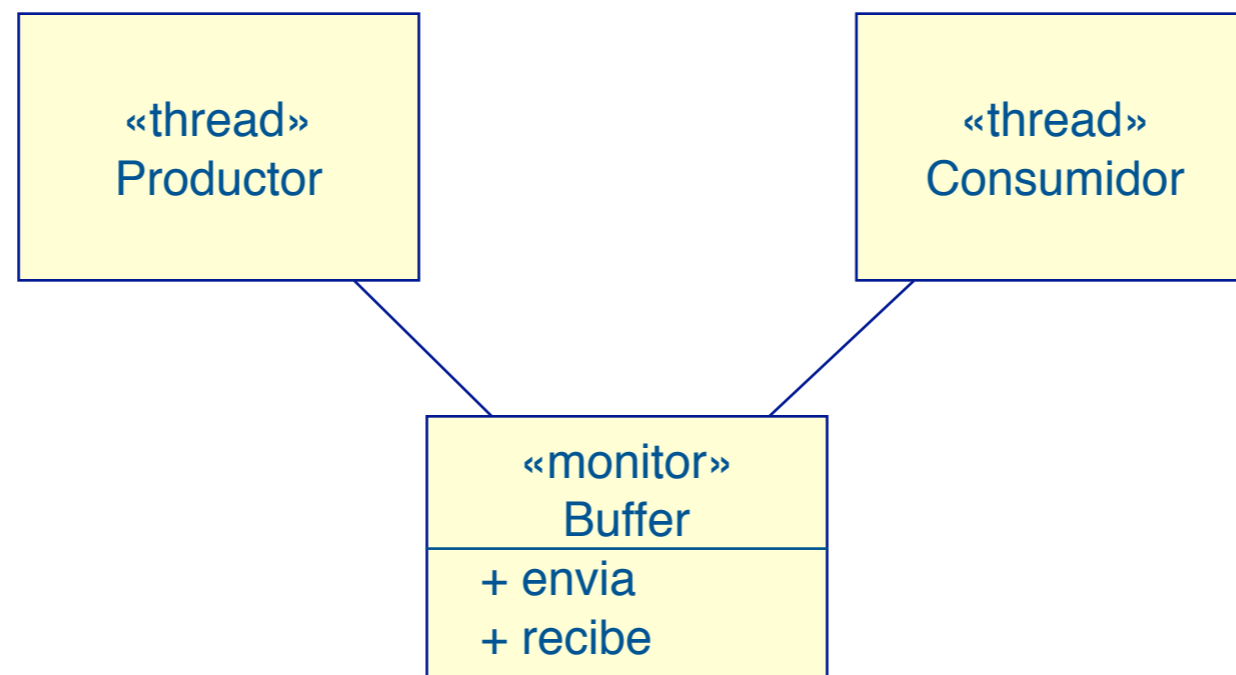 «thread»
Productor
«thread»
Consumidor
«monitor»
Buffer
+ envia
+ recibe